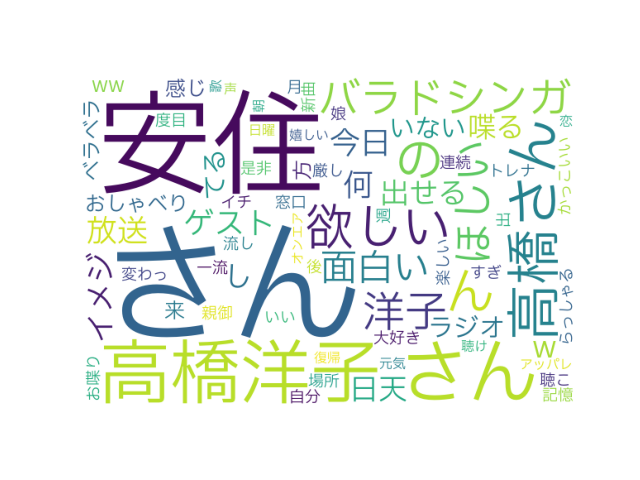 ww
感じ
月
新曲
歌
声
バラドシンガ
ベラベラ
安住
度目
朝
日曜
嬉しい
娘
今日
いない
喋る
恋
てる
是非
方
厳し
の
連続
トレナ
かっこいい
おしゃべり
何
出せる
ほしい
高橋さん
イチ
窓口
放送
ゲスト
流し
オンエア
欲しい
週
出
イメジ
さん
変わっ
一流
し
後
面白い
楽しい
すぎ
らっしゃる
来
親御
いい
洋子
ん
ラジオ
大好き
聴け
w
お喋り
高橋洋子さん
復帰
元気
アッパレ
場所
日天
聴こ
自分
記憶